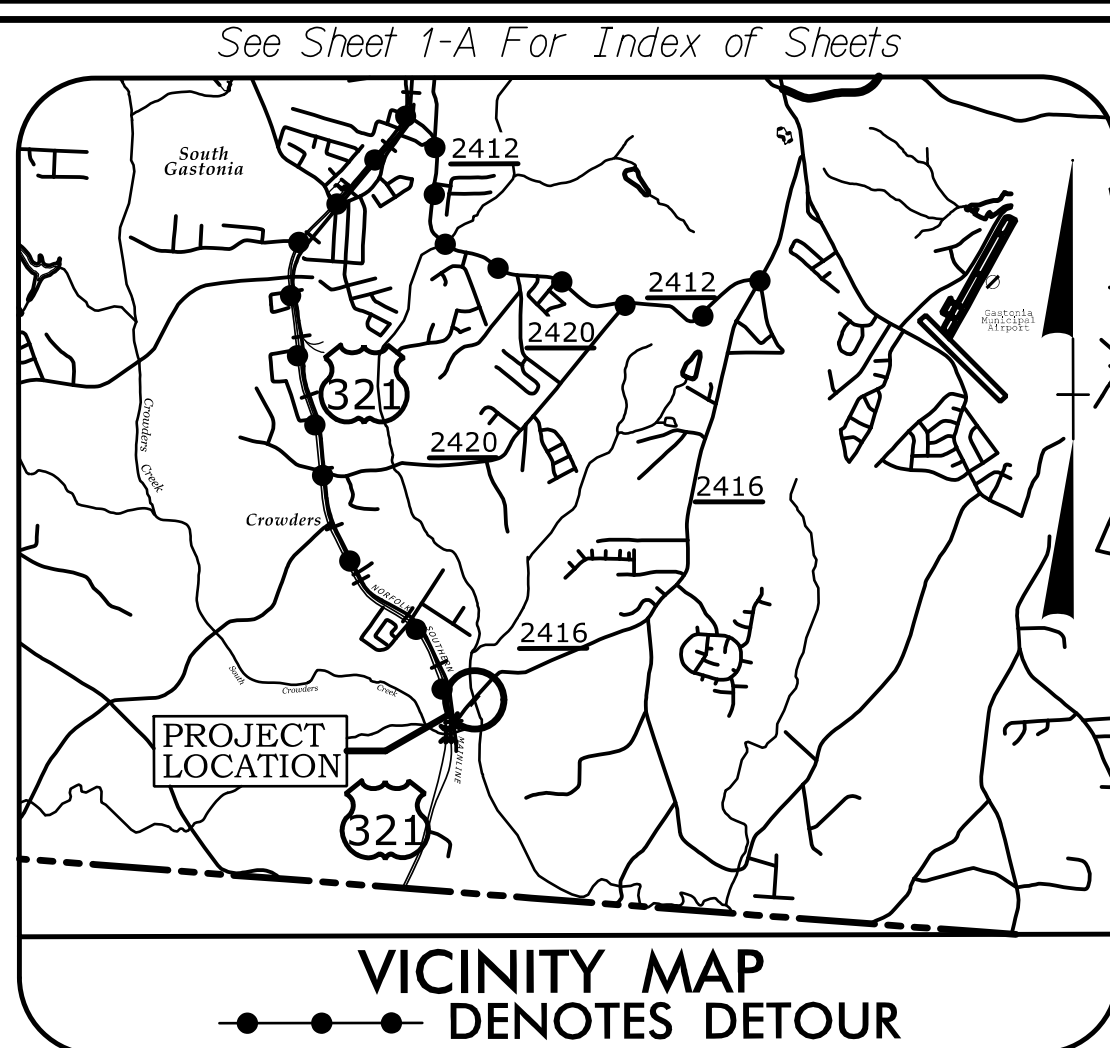 See Sheet 1-A For Index of Sheets
South
Gastonia
2412
2412
Gastonia
Municipal
Airport
2420
321
Crowders
Creek
2420
2416
Crowders
NORFOLK
SOUTHERN
2416
South
Crowders
Creek
PROJECT
LOCATION
MAINLINE
321
VICINITY MAP
DENOTES DETOUR